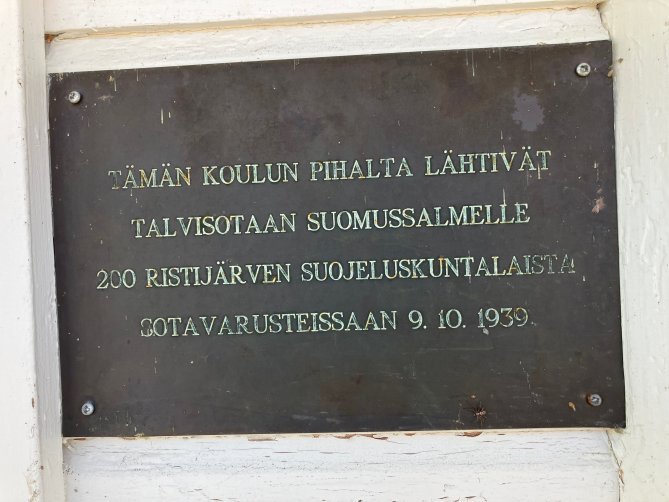 TÄMÄN KOULUN PIHALTA LÄHTIVÄT
TALVISOTAAN SUOMUSSALMELLE
200 RISTIJÄRVEN SUOJELUSKUNTALAISTA
SOTAVARUSTEISSAAN 9. 10. 1939.